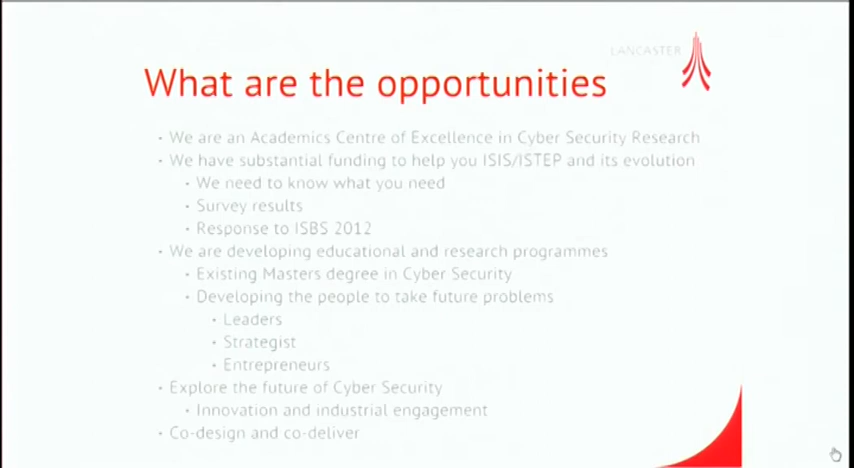 LANCASTER
What are the opportunities
· We are an Academics Centre of Excellence in Cyber Security Research
· We have substantial funding to help you ISIS/ISTEP and its evolution
· We need to know what you need
· Survey results
· Response to ISBS 2012
· We are developing educational and research programmes
· Existing Masters degree in Cyber Security
· Developing the people to take future problems
· Leaders
· Strategist
· Entrepreneurs
· Explore the future of Cyber Security
· Innovation and industrial engagement
· Co-design and co-deliver